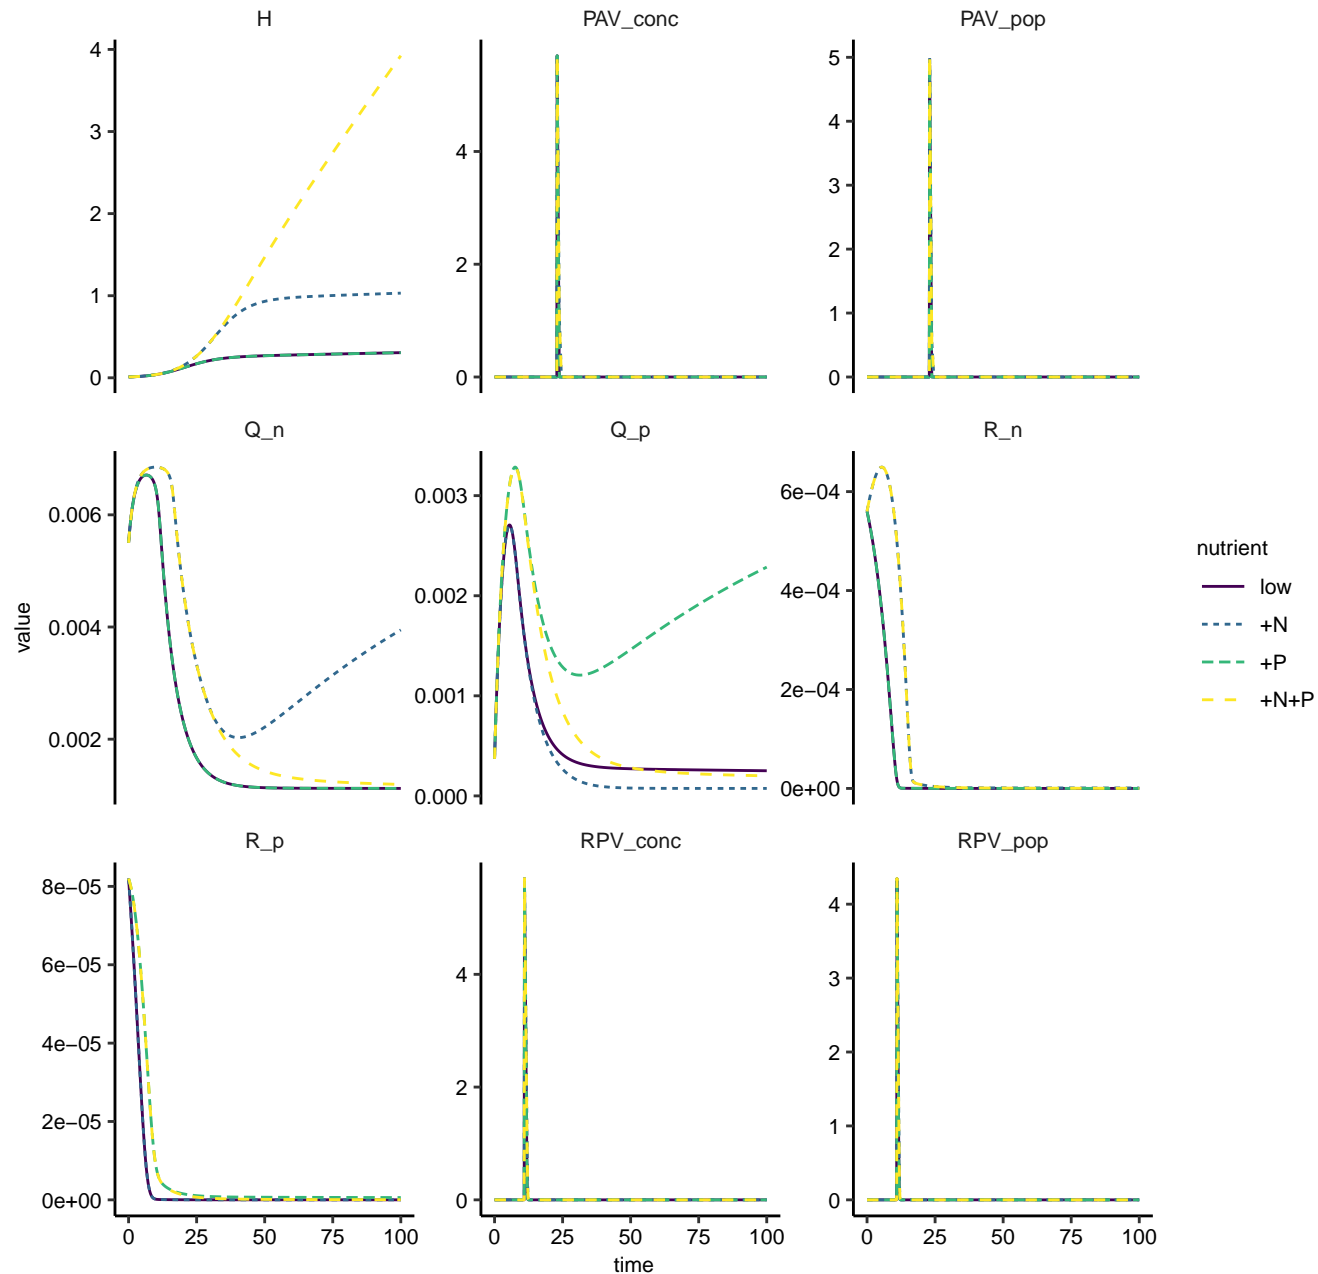 H PAV_conc PAV_pop
4
3
2
1
0
4
2
0
5
4
3
2
1
0
Q_n Q_p R_n
0.006
0.004
0.002
0.003
0.002
0.001
0.000
6e−04
4e−04
2e−04
0e+00
R_p RPV_conc RPV_pop
8e−05
6e−05
4e−05
2e−05
0e+00
4
2
0
4
3
2
1
0
0 25 50 75 100
0 25 50 75 100
0 25 50 75 100
time
value
nutrient
low
+N
+P
+N+P